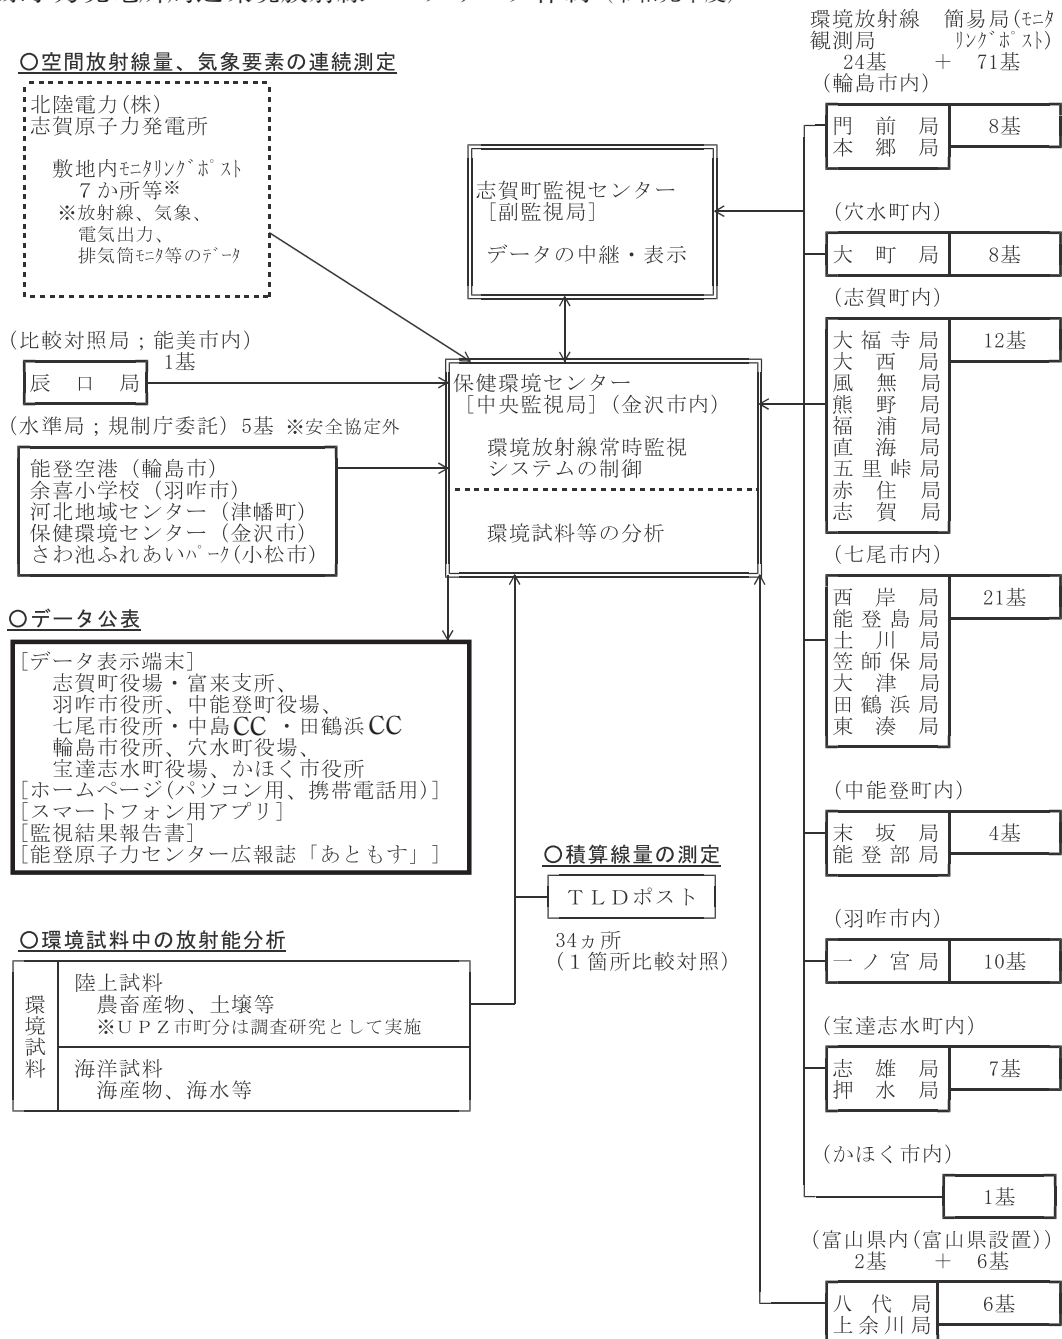 (令和元年度)
環境放射線　簡易局(ﾓﾆﾀ
観測局　　　ﾘﾝｸﾞﾎﾟｽﾄ)
24基　＋　71基
〇空間放射線量、気象要素の連続測定
北陸電力(株)
志賀原子力発電所
敷地内ﾓﾆﾀﾘﾝｸﾞﾎﾟｽﾄ
７か所等※
※放射線、気象、
電気出力、
排気筒ﾓﾆﾀ等のﾃﾞｰﾀ
志賀町監視センター
[副監視局]
データの中継・表示
(比較対照局；能美市内)
1基
辰　口　局
(水準局；規制庁委託) 5基 ※安全協定外
能登空港（輪島市）
余喜小学校（羽咋市）
河北地域センター（津幡町）
保健環境センター（金沢市）
さわ池ふれあいﾊﾟｰｸ(小松市)
保健環境センター
[中央監視局]（金沢市内）
環境放射線常時監視
システムの制御
環境試料等の分析
〇データ公表
[データ表示端末]
志賀町役場・富来支所、
羽咋市役所、中能登町役場、
七尾市役所・中島CC・田鶴浜CC
輪島市役所、穴水町役場、
宝達志水町役場、かほく市役所
[ホームページ(パソコン用、携帯電話用)]
[スマートフォン用アプリ]
[監視結果報告書]
[能登原子力センター広報誌「あともす」]
〇積算線量の測定
ＴＬＤポスト
34ヵ所
(１箇所比較対照)
〇環境試料中の放射能分析
環境試料
陸上試料
農畜産物、土壌等
※ＵＰＺ市町分は調査研究として実施
海洋試料
海産物、海水等
(輪島市内)
門　前　局　8基
本　郷　局
(穴水町内)
大　町　局　8基
(志賀町内)
大福寺局　12基
大　西　局
風　無　局
熊　野　局
福　浦　局
直　海　局
五里峠局
赤　住　局
志　賀　局
(七尾市内)
西　岸　局　21基
能登島局
土　川　局
笠師保局
大　津　局
田鶴浜局
東　湊　局
(中能登町内)
末　坂　局　4基
能登部局
(羽咋市内)
一ノ宮局　10基
(宝達志水町内)
志　雄　局　7基
押　水　局
(かほく市内)
1基
(富山県内(富山県設置))
2基　＋　6基
八　代　局　6基
上余川局